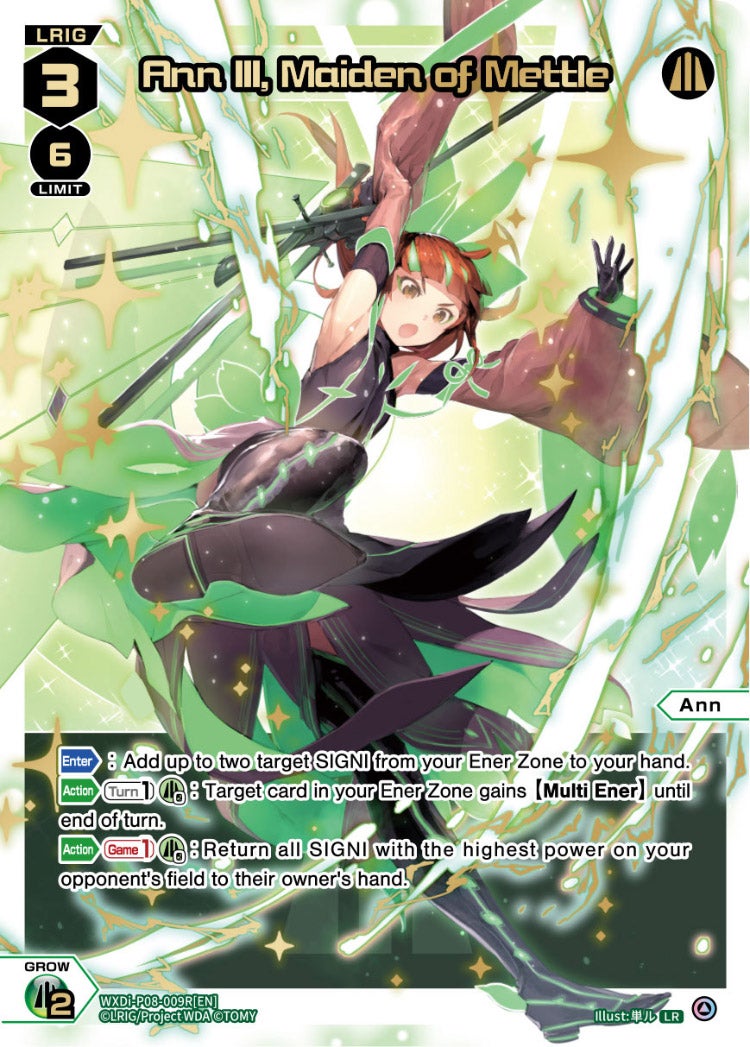 LRIG
3
Ann III, Maiden of Mettle
6
LIMIT
Ann
Enter : Add up to two target SIGNI from your Ener Zone to your hand.
Action Turn 1 0 : Target card in your Ener Zone gains 【Multi Ener】 until
end of turn.
Action Game 1 0 : Return all SIGNI with the highest power on your
opponent's field to their owner's hand.
GROW
2
WXDi-P08-009R[EN]
©LRIG/Project WDA ©TOMY
Illust: 単ル LR